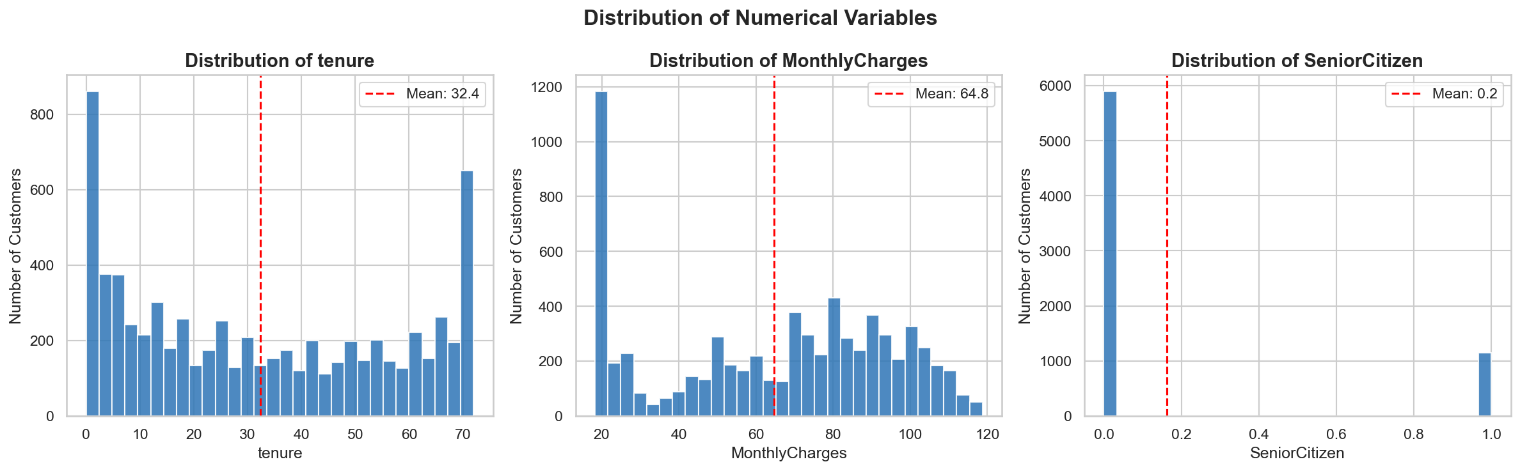 Distribution of Numerical Variables
Distribution of tenure
Mean: 32.4
Number of Customers
800
600
400
200
0
0 10 20 30 40 50 60 70
tenure
Distribution of MonthlyCharges
Mean: 64.8
Number of Customers
1200
1000
800
600
400
200
0
20 40 60 80 100 120
MonthlyCharges
Distribution of SeniorCitizen
Mean: 0.2
Number of Customers
6000
5000
4000
3000
2000
1000
0
0.0 0.2 0.4 0.6 0.8 1.0
SeniorCitizen